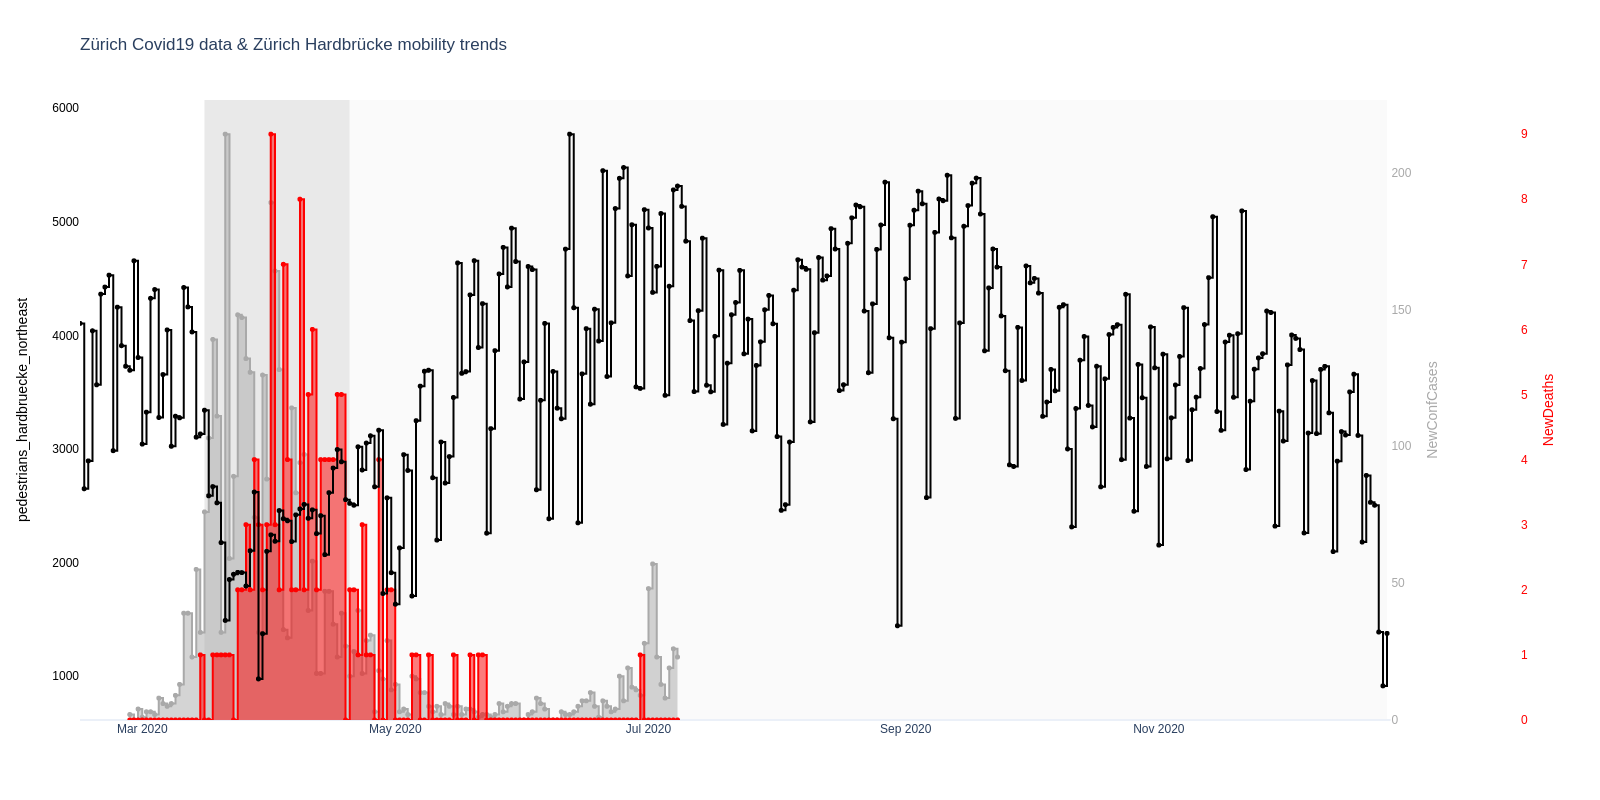 Zürich Covid19 data & Zürich Hardbrücke mobility trends
6000
5000
4000
3000
2000
1000
pedestrians_hardbruecke_northeast
Mar 2020
May 2020
Jul 2020
Sep 2020
Nov 2020
200
150
100
50
0
NewConfCases
9
8
7
6
5
4
3
2
1
0
NewDeaths